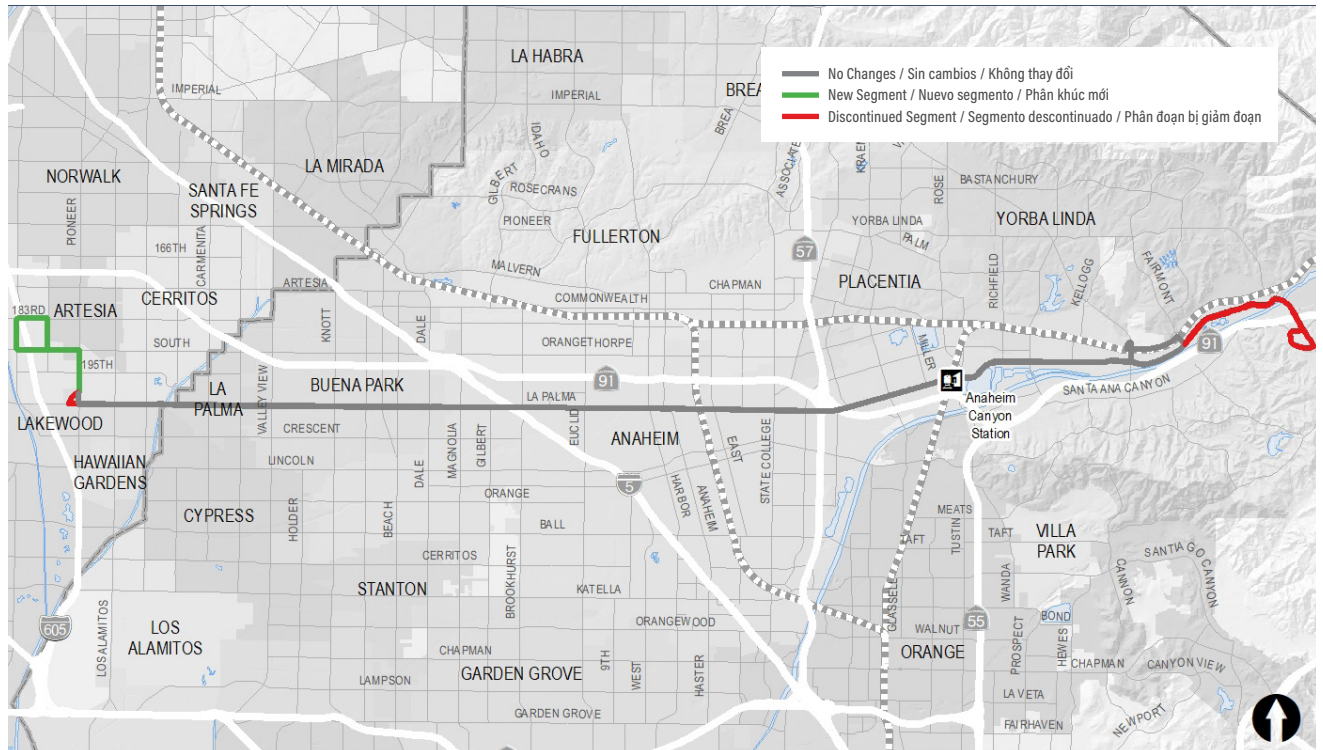 No Changes / Sin cambios / Không thay đổi
New Segment / Nuevo segmento / Phân khúc mới
Discontinued Segment / Segmento descontinuado / Phân đoạn bị giảm đoạn
LA HABRA
IMPERIAL
IMPERIAL
BREA
IDAHO
GILBERT
ROSECRANS
PIONEER
FULLERTON
MALVERN
COMMONWEALTH
CHAPMAN
ORANGETHORPE
LA MIRADA
NORWALK
SANTA FE
SPRINGS
PIONEER
166TH
CARMENITA
CERRITOS
ARTESIA
ARTESIA
183RD
195TH
SOUTH
KNOTT
DALE
BREA
57
YORBA LINDA
PALM
ROSE
BASTANCHURY
YORBA LINDA
PLACENTIA
RICHFIELD
KELLOGG
FAIRMONT
MILLER
91
91
SANTA ANA CANYON
Anaheim
Canyon
Station
LAKEWOOD
LA
PALMA
VALLEY VIEW
BUENA PARK
LA PALMA
CRESCENT
LINCOLN
HAWAIIAN
GARDENS
CYPRESS
HOLDER
BEACH
DALE
MAGNOLIA
GILBERT
EUCLID
ANAHEIM
EAST
STATE COLLEGE
HARBOR
ANAHEIM
5
ORANGE
BALL
CERRITOS
BROOKHURST
KATELLA
ORANGEWOOD
STANTON
605
LOS ALAMITOS
LOS
ALAMITOS
CHAPMAN
LAMPSON
GARDEN GROVE
9TH
WEST
HASTER
GARDEN GROVE
MEATS
TAFT
TUSTIN
TAFT
VILLA
PARK
GLASSELL
WANDA
CANNON
SANTIAGO CANYON
BOND
HEWES
WALNUT
55
PROSPECT
ORANGE
CHAPMAN
CANYON VIEW
LA VETA
FAIRHAVEN
NEWPORT